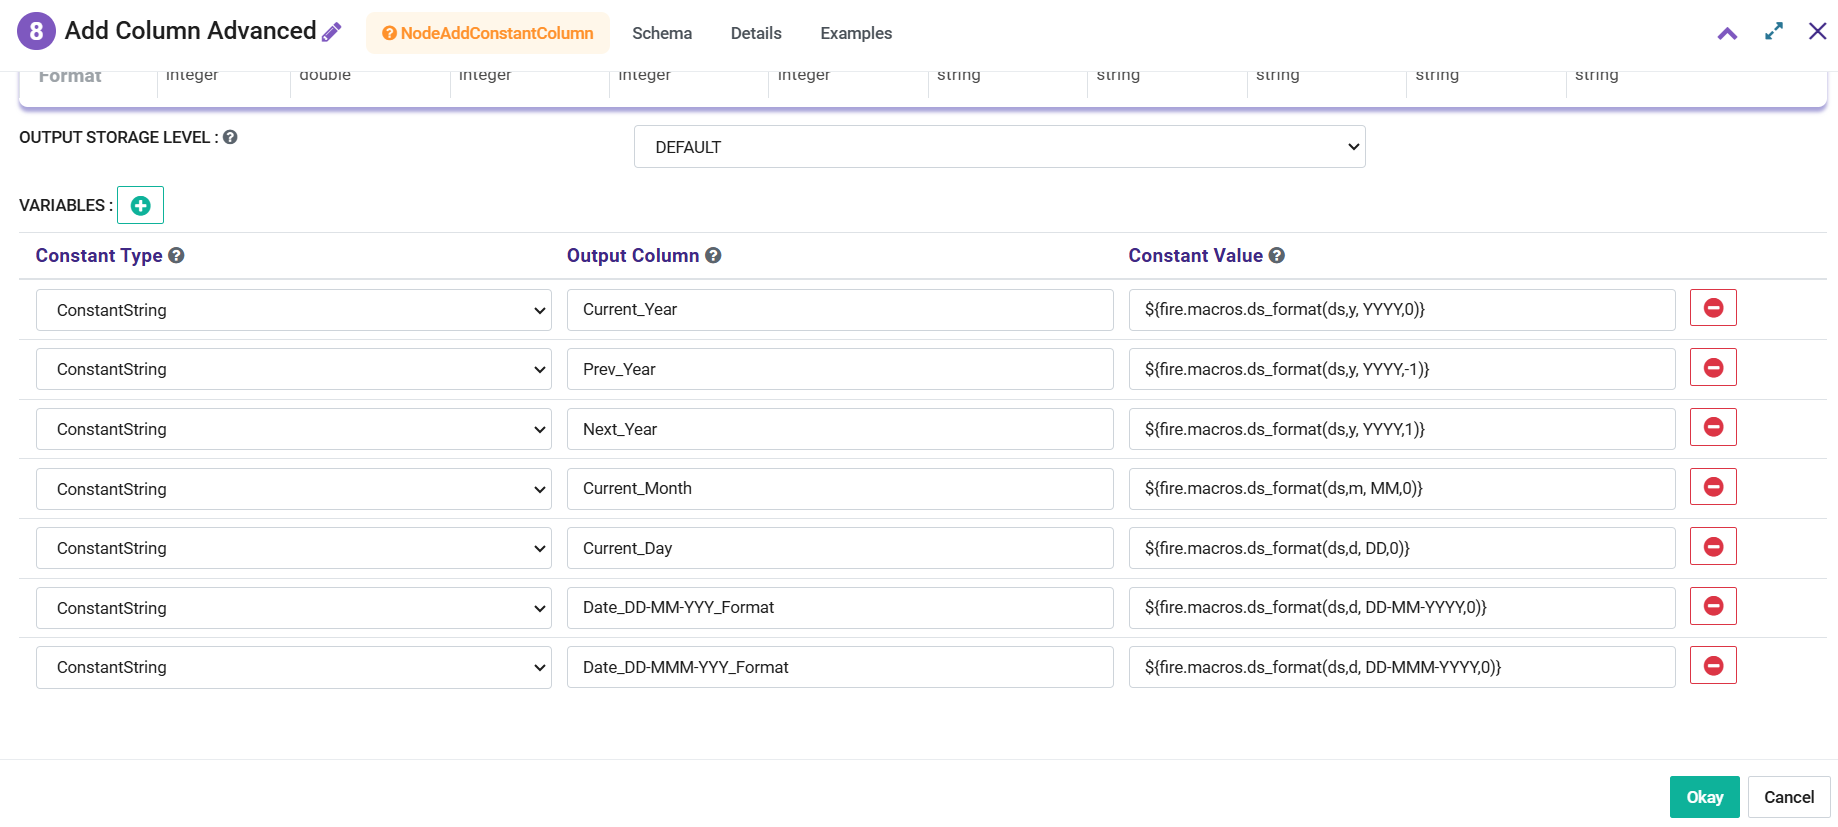 8 Add Column Advanced NodeAddConstantColumn Schema Details Examples
Format integer double integer integer integer string string string string string
OUTPUT STORAGE LEVEL : DEFAULT
VARIABLES :
Constant Type Output Column Constant Value
ConstantString Current_Year ${fire.macros.ds_format(ds,y, YYYY,0)}
ConstantString Prev_Year ${fire.macros.ds_format(ds,y, YYYY,-1)}
ConstantString Next_Year ${fire.macros.ds_format(ds,y, YYYY,1)}
ConstantString Current_Month ${fire.macros.ds_format(ds,m, MM,0)}
ConstantString Current_Day ${fire.macros.ds_format(ds,d, DD,0)}
ConstantString Date_DD-MM-YYY_Format ${fire.macros.ds_format(ds,d, DD-MM-YYYY,0)}
ConstantString Date_DD-MMM-YYY_Format ${fire.macros.ds_format(ds,d, DD-MMM-YYYY,0)}
Okay Cancel